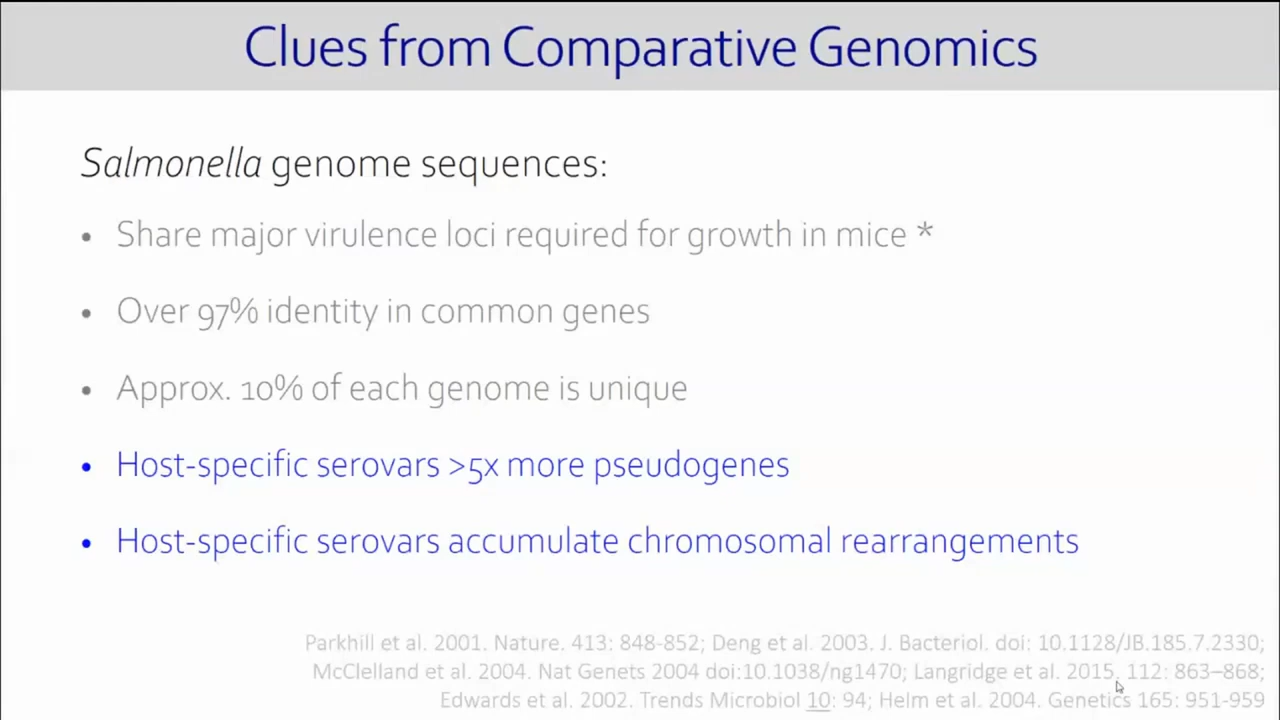 Clues from Comparative Genomics
Salmonella genome sequences:
• Share major virulence loci required for growth in mice *
• Over 97% identity in common genes
• Approx. 10% of each genome is unique
• Host-specific serovars >5x more pseudogenes
• Host-specific serovars accumulate chromosomal rearrangements
Parkhill et al. 2001. Nature. 413: 848-852; Deng et al. 2003. J. Bacteriol. doi: 10.1128/JB.185.7.2330;
McClelland et al. 2004. Nat Genets 2004 doi:10.1038/ng1470; Langridge et al. 2015, 112: 863–868;
Edwards et al. 2002. Trends Microbiol 10: 94; Helm et al. 2004. Genetics 165: 951-959